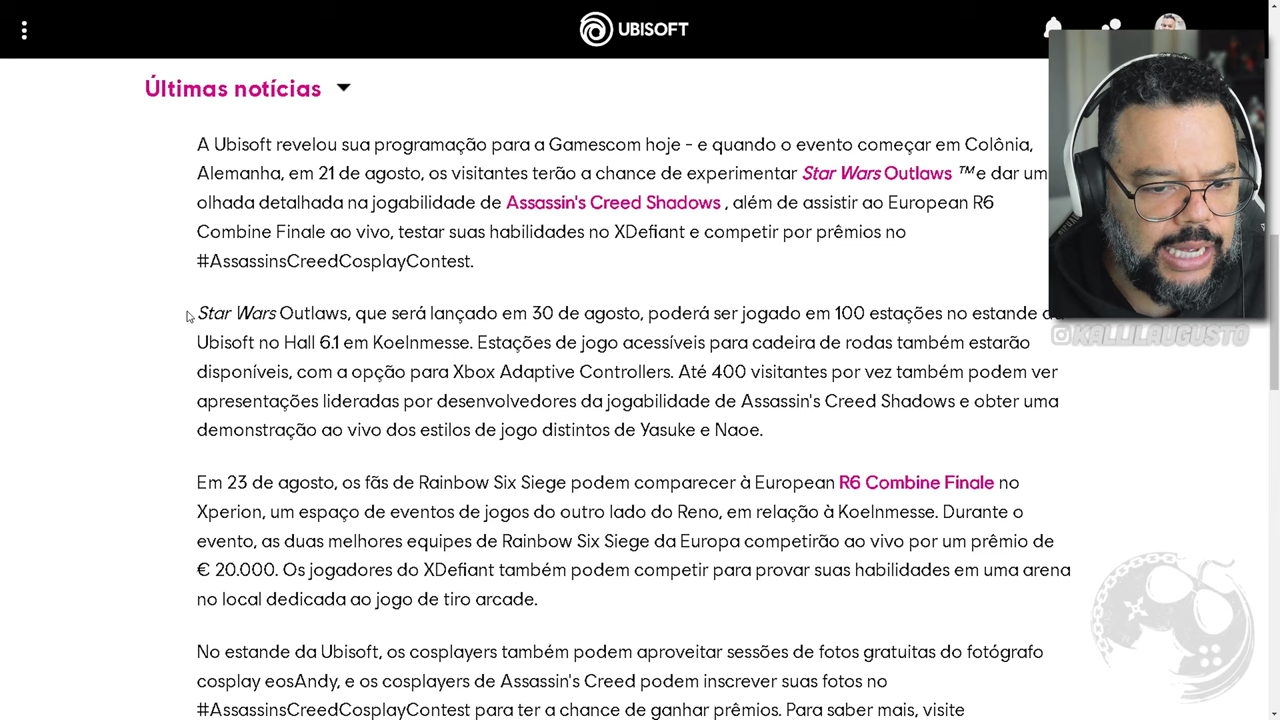 UBISOFT
Últimas notícias
A Ubisoft revelou sua programação para a Gamescom hoje - e quando o evento começar em Colônia,
Alemanha, em 21 de agosto, os visitantes terão a chance de experimentar Star Wars Outlaws ™ e dar um
olhada detalhada na jogabilidade de Assassin's Creed Shadows , além de assistir ao European R6
Combine Finale ao vivo, testar suas habilidades no XDefiant e competir por prêmios no
#AssassinsCreedCosplayContest.
Star Wars Outlaws, que será lançado em 30 de agosto, poderá ser jogado em 100 estações no estande da
Ubisoft no Hall 6.1 em Koelnmesse. Estações de jogo acessíveis para cadeira de rodas também estarão
disponíveis, com a opção para Xbox Adaptive Controllers. Até 400 visitantes por vez também podem ver
apresentações lideradas por desenvolvedores da jogabilidade de Assassin's Creed Shadows e obter uma
demonstração ao vivo dos estilos de jogo distintos de Yasuke e Naoe.
Em 23 de agosto, os fãs de Rainbow Six Siege podem comparecer à European R6 Combine Finale no
Xperion, um espaço de eventos de jogos do outro lado do Reno, em relação à Koelnmesse. Durante o
evento, as duas melhores equipes de Rainbow Six Siege da Europa competirão ao vivo por um prêmio de
€ 20.000. Os jogadores do XDefiant também podem competir para provar suas habilidades em uma arena
no local dedicada ao jogo de tiro arcade.
No estande da Ubisoft, os cosplayers também podem aproveitar sessões de fotos gratuitas do fotógrafo
cosplay eosAndy, e os cosplayers de Assassin's Creed podem inscrever suas fotos no
#AssassinsCreedCosplayContest para ter a chance de ganhar prêmios. Para saber mais, visite
KALLILAUGUSTO